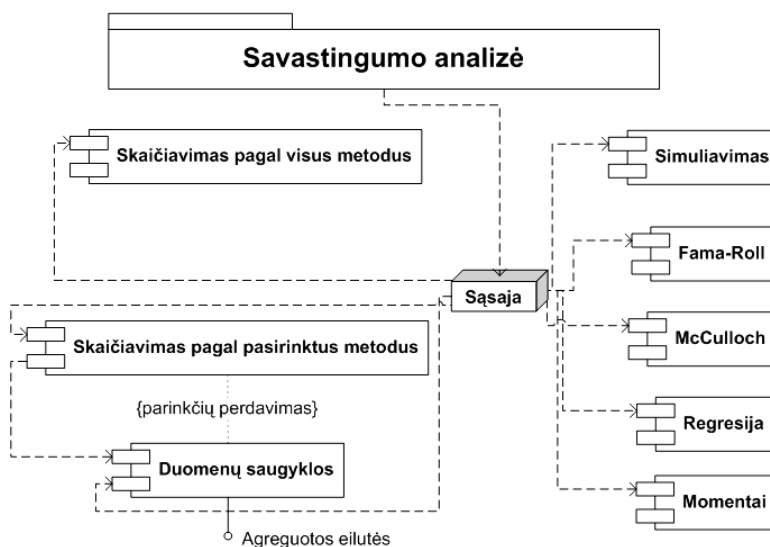 Savastingumo analizė
Skaičiavimas pagal visus metodus
Simuliavimas
Fama-Roll
Sąsaja
McCulloch
Skaičiavimas pagal pasirinktus metodus
{parinkčių perdavimas}
Regresija
Duomenų saugyklos
Momentai
Agreguotos eilutės